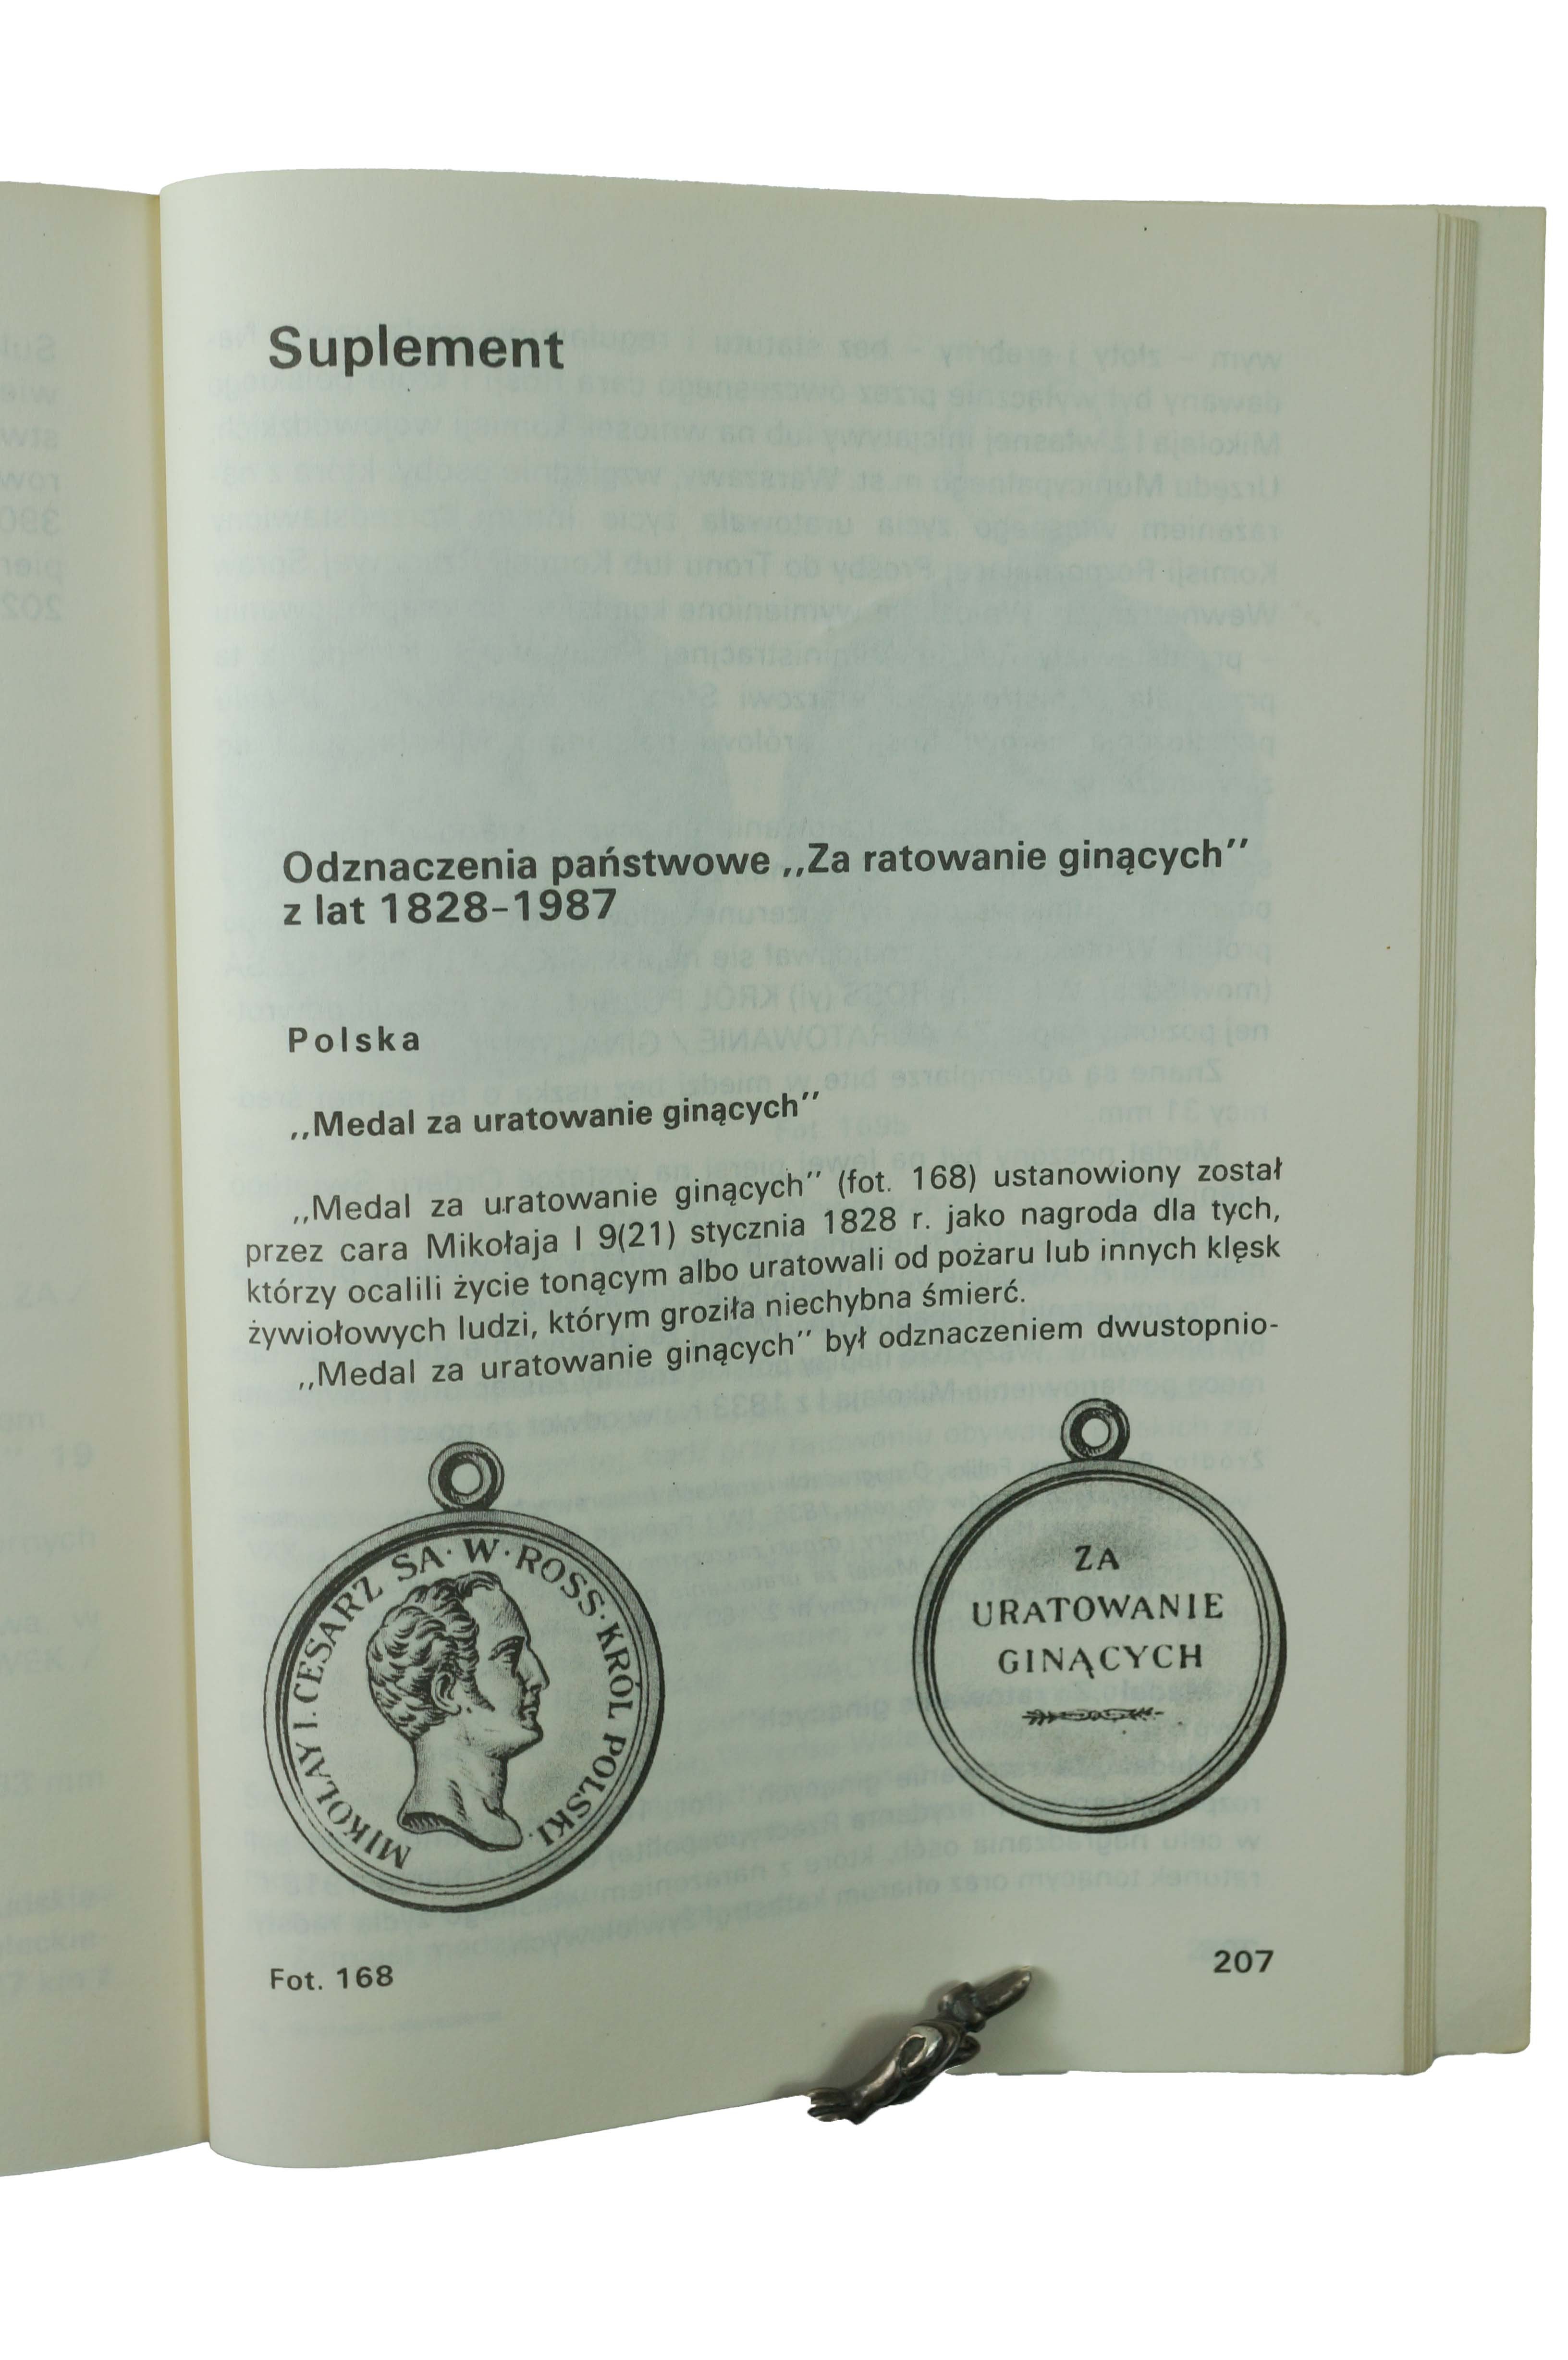 Suplement
Odznaczenia państwowe „Za ratowanie ginących”
z lat 1828–1987
Polska
„Medal za uratowanie ginących”
„Medal za uratowanie ginących” (fot. 168) ustanowiony został
przez cara Mikołaja I 9(21) stycznia 1828 r. jako nagroda dla tych,
którzy ocalili życie tonącym albo uratowali od pożaru lub innych klęsk
żywiołowych ludzi, którym groziła niechybna śmierć.
„Medal za uratowanie ginących” był odznaczeniem dwustopnio-
MIKOŁAY I. CESARZ SA· W· ROSS· KRÓL POLSKI·
ZA
URATOWANIE
GINĄCYCH
Fot. 168
207